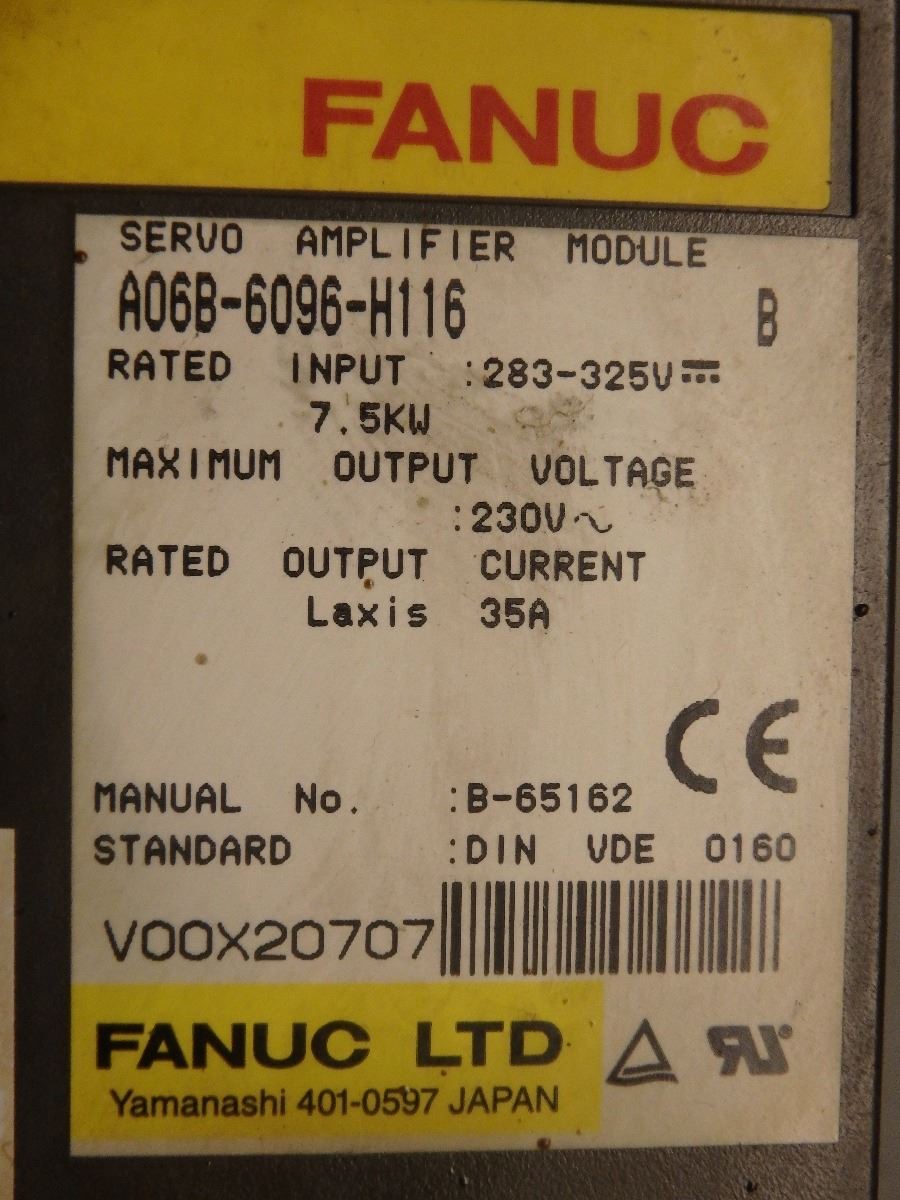 FANUC
SERVO AMPLIFIER MODULE
A06B-6096-H116 B
RATED INPUT :283-325V⎓
7.5KW
MAXIMUM OUTPUT VOLTAGE
:230V～
RATED OUTPUT CURRENT
Laxis 35A
CE
MANUAL No. :B-65162
STANDARD :DIN VDE 0160
V00X20707
FANUC LTD
Yamanashi 401-0597 JAPAN